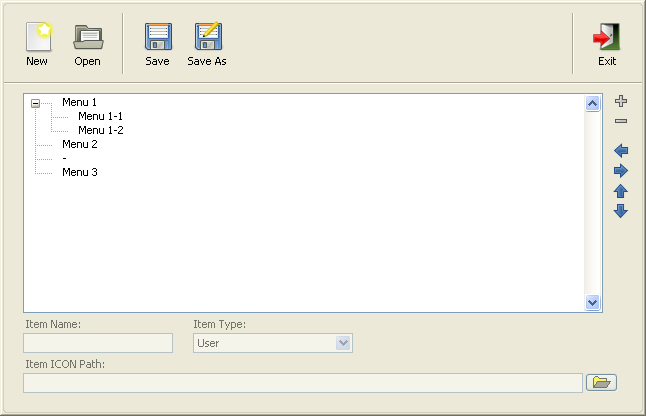 New Open Save Save As Exit
Menu 1
Menu 1-1
Menu 1-2
Menu 2
-
Menu 3
Item Name: Item Type:
User
Item ICON Path: